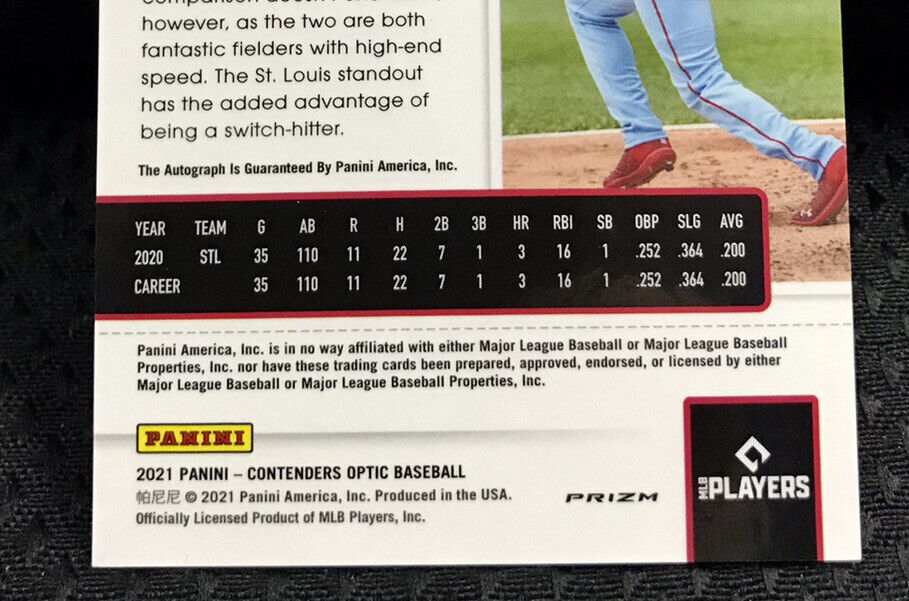 however, as the two are both
fantastic fielders with high-end
speed. The St. Louis standout
has the added advantage of
being a switch-hitter.
The Autograph Is Guaranteed By Panini America, Inc.
YEAR TEAM G AB R H 2B 3B HR RBI SB OBP SLG AVG
2020 STL 35 110 11 22 7 1 3 16 1 .252 .364 .200
CAREER 35 110 11 22 7 1 3 16 1 .252 .364 .200
Panini America, Inc. is in no way affiliated with either Major League Baseball or Major League Baseball
Properties, Inc. nor have these trading cards been prepared, approved, endorsed, or licensed by either
Major League Baseball or Major League Baseball Properties, Inc.
PANINI
2021 PANINI – CONTENDERS OPTIC BASEBALL
帕尼尼 © 2021 Panini America, Inc. Produced in the USA.
Officially Licensed Product of MLB Players, Inc.
PRIZM
MLB PLAYERS